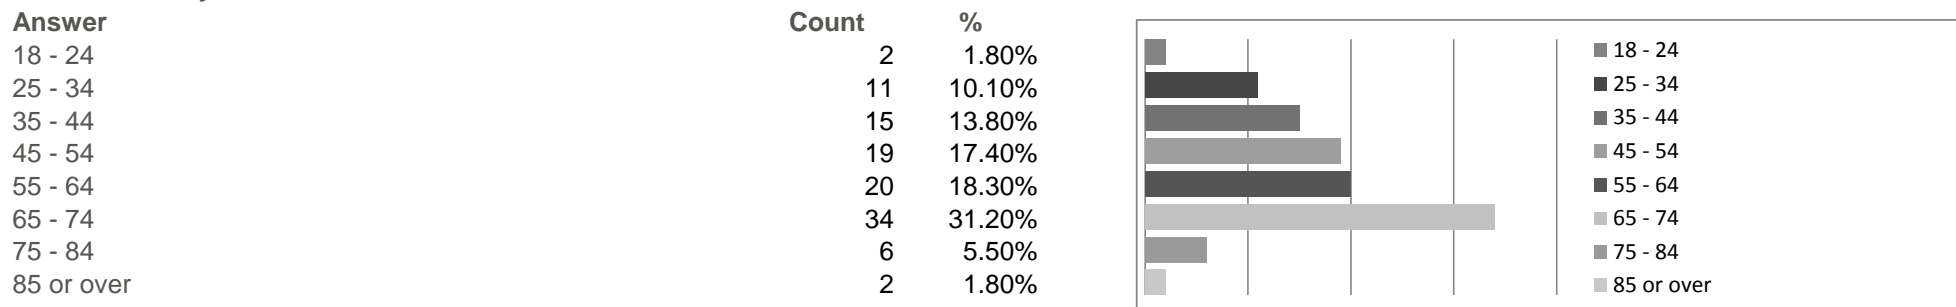 Answer Count %
18 - 24 2 1.80%
25 - 34 11 10.10%
35 - 44 15 13.80%
45 - 54 19 17.40%
55 - 64 20 18.30%
65 - 74 34 31.20%
75 - 84 6 5.50%
85 or over 2 1.80%
18 - 24
25 - 34
35 - 44
45 - 54
55 - 64
65 - 74
75 - 84
85 or over